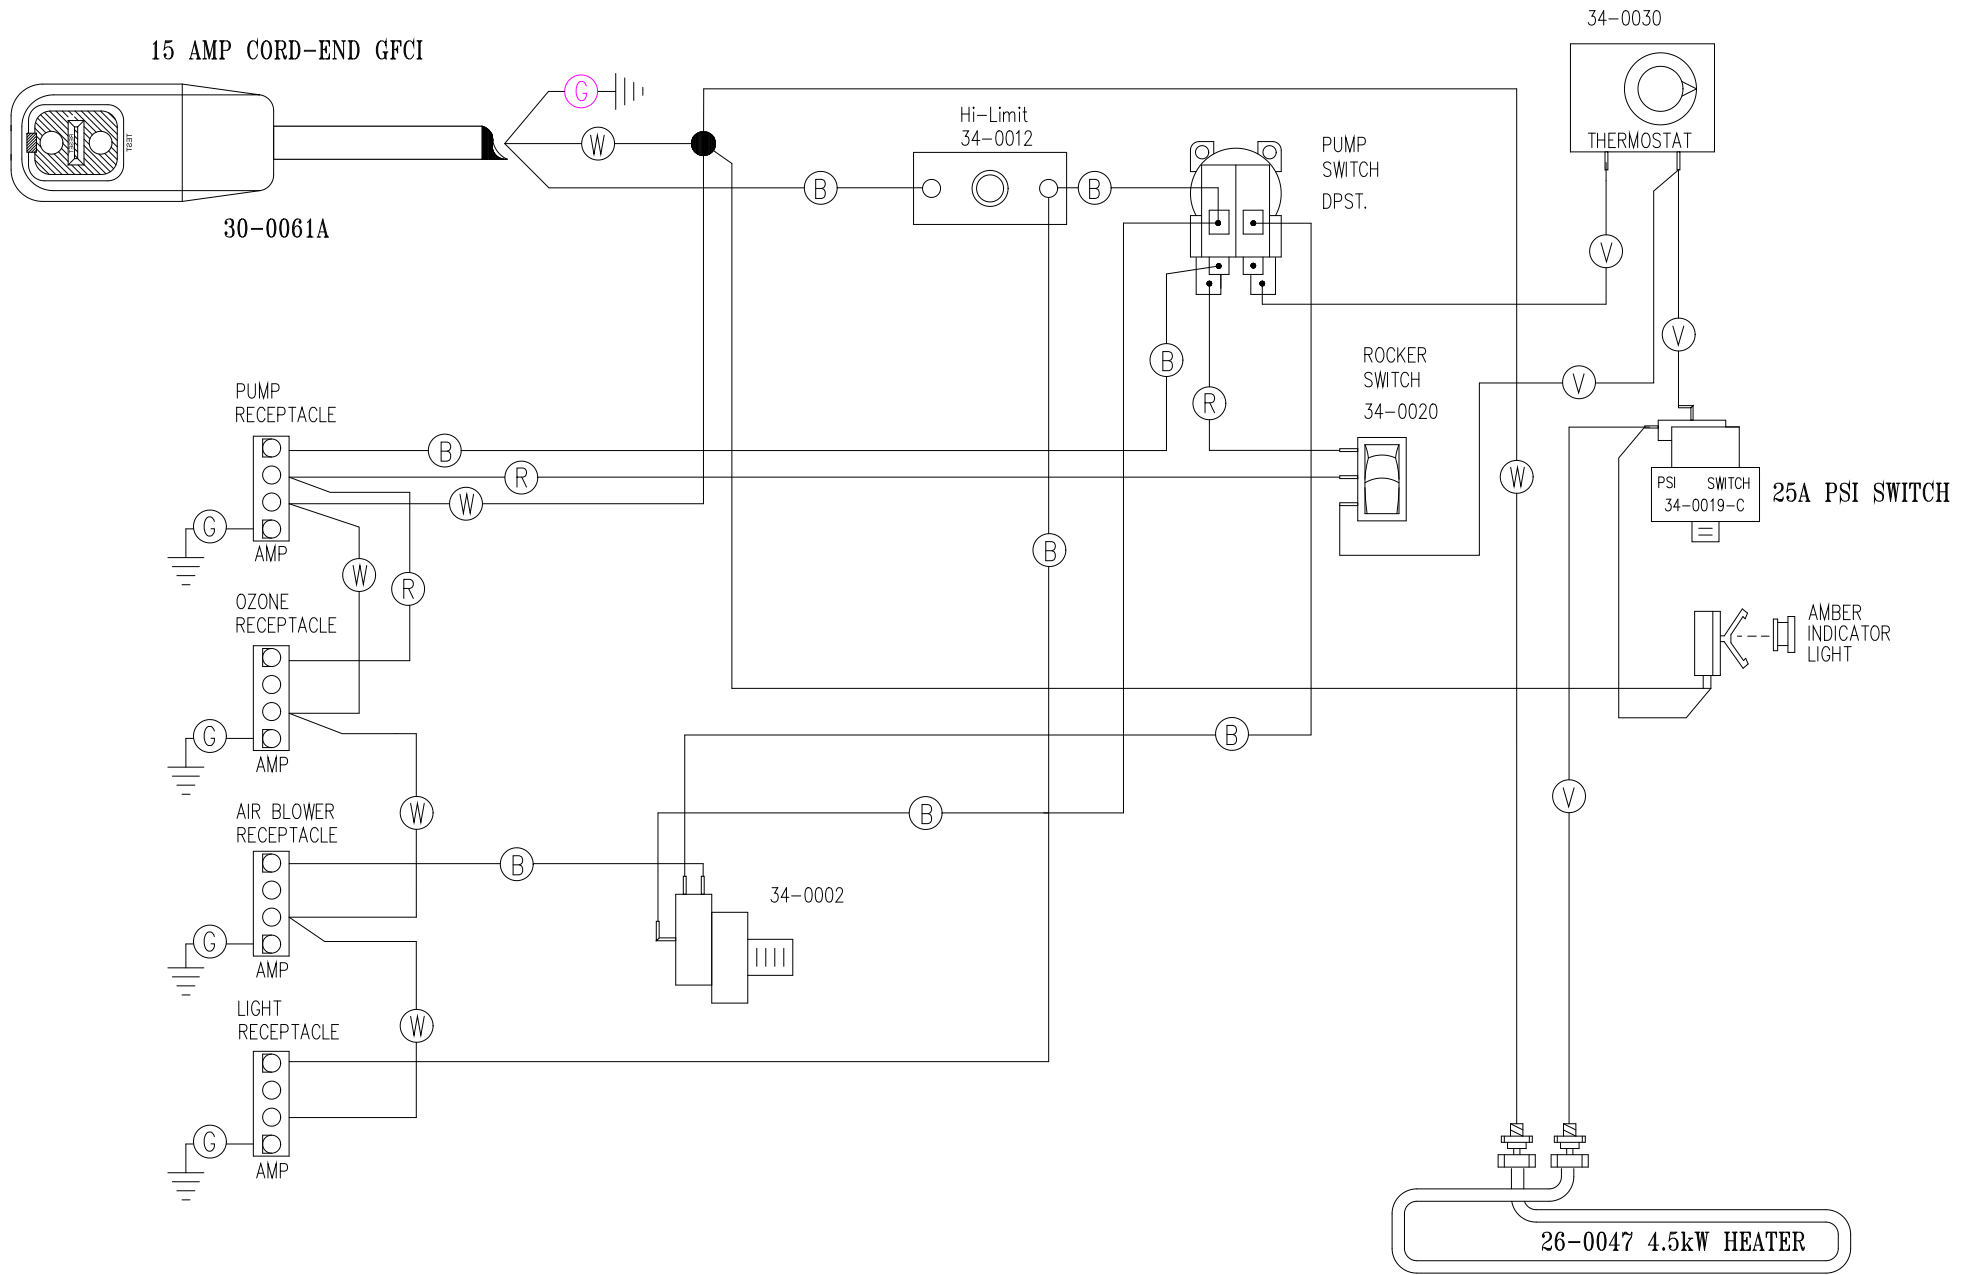 15 AMP CORD-END GFCI
TEST
30-0061A
G
W
B
Hi-Limit
34-0012
B
PUMP
SWITCH
DPST.
34-0030
THERMOSTAT
V
V
V
B
R
ROCKER
SWITCH
34-0020
W
PSI SWITCH
34-0019-C
25A PSI SWITCH
PUMP
RECEPTACLE
B
R
W
G
AMP
W
R
B
OZONE
RECEPTACLE
G
AMP
AMBER
INDICATOR
LIGHT
B
V
AIR BLOWER
RECEPTACLE
W
B
B
34-0002
G
AMP
LIGHT
RECEPTACLE
W
G
AMP
26-0047 4.5kW HEATER